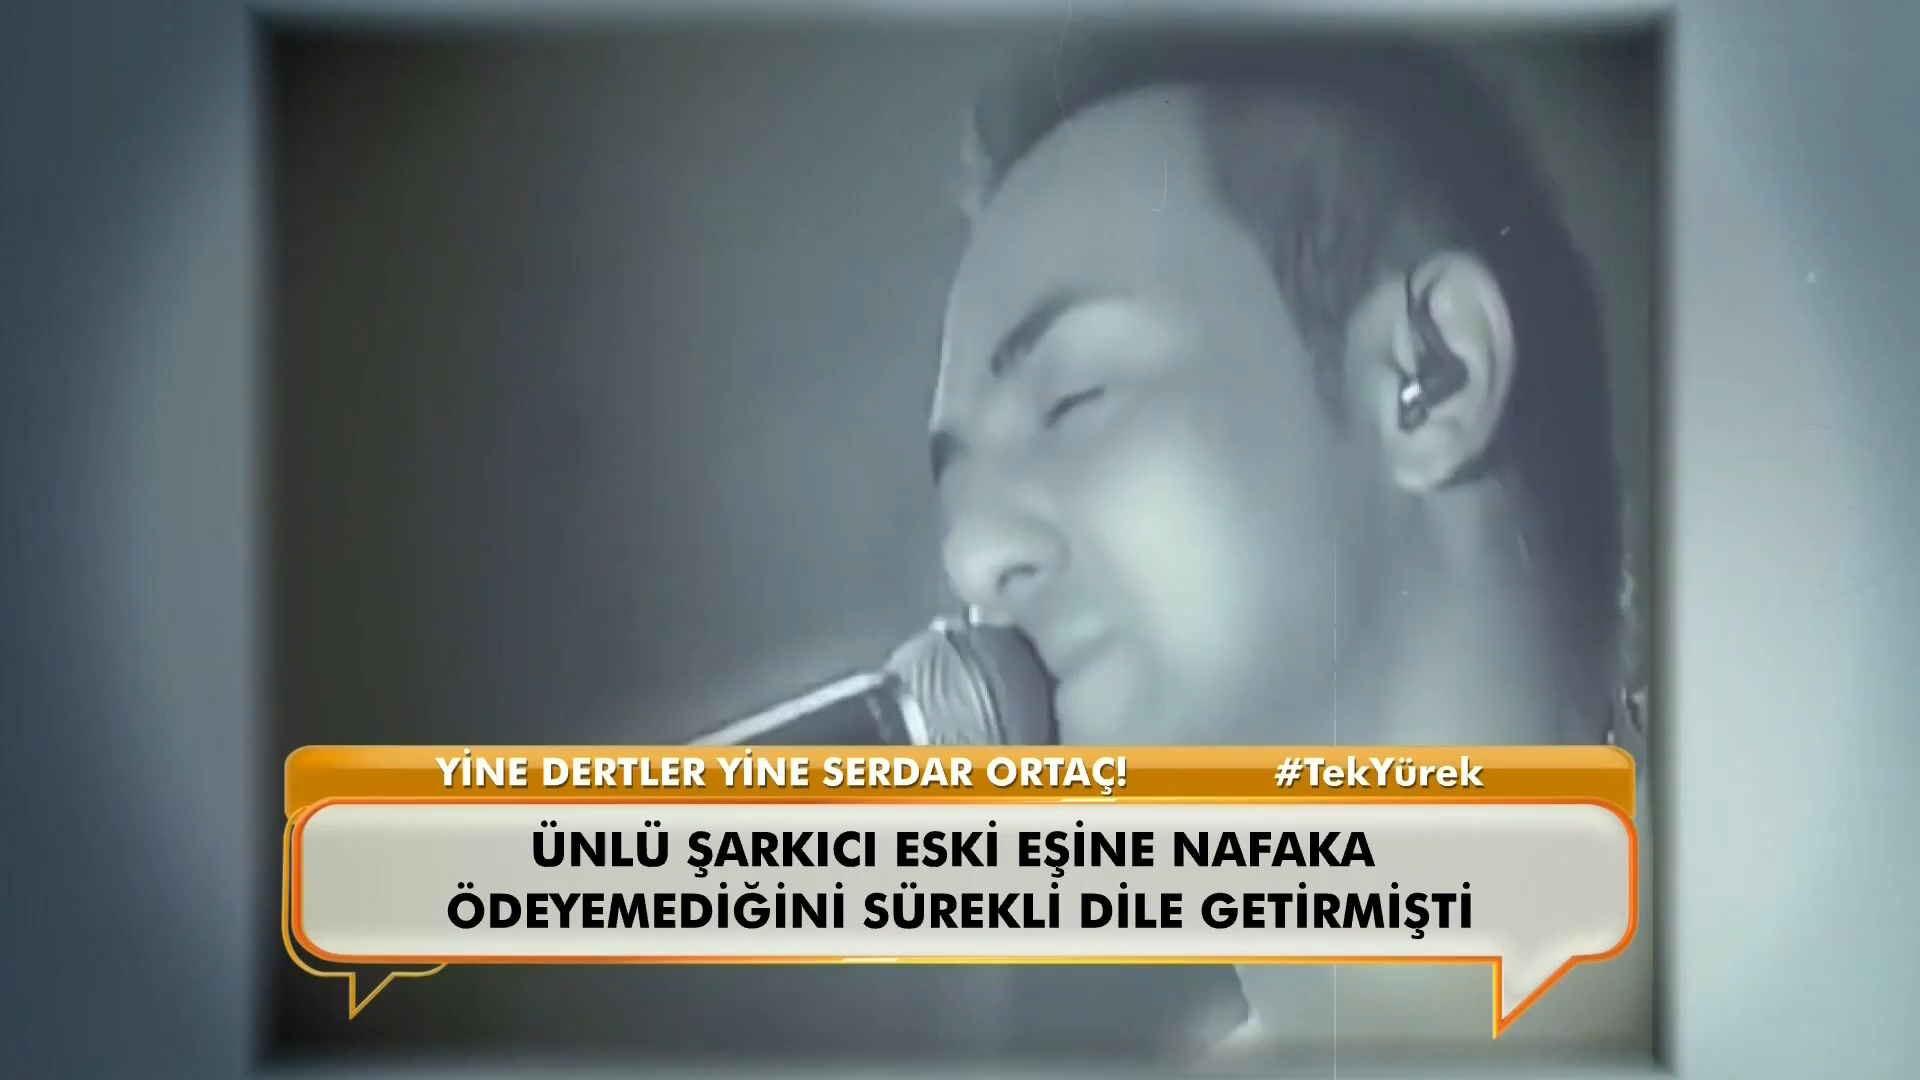 YİNE DERTLER YİNE SERDAR ORTAÇ! #TekYürek
ÜNLÜ ŞARKICI ESKİ EŞİNE NAFAKA
ÖDEYEMEDİĞİNİ SÜREKLİ DİLE GETİRMİŞTİ